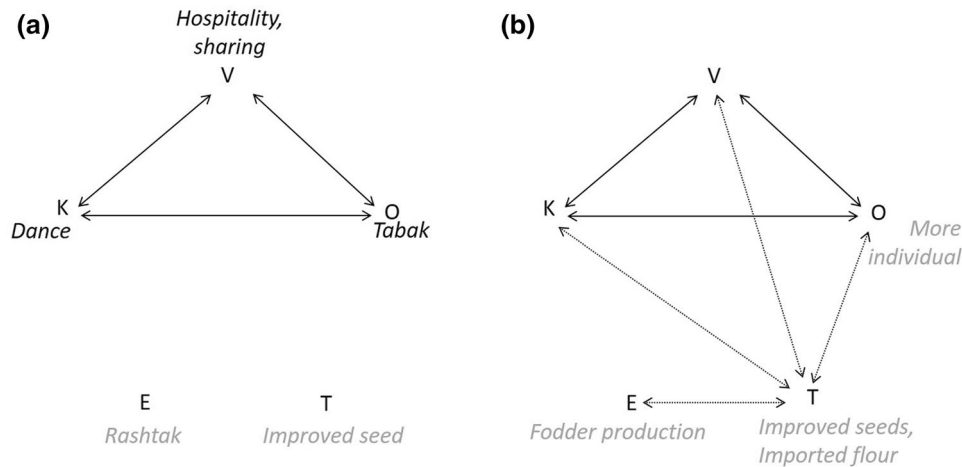 (a)
Hospitality,
sharing
V
K
Dance
O
Tabak
E
Rashtak
T
Improved seed
(b)
V
K
O
More
individual
E
Fodder production
T
Improved seeds,
Imported flour